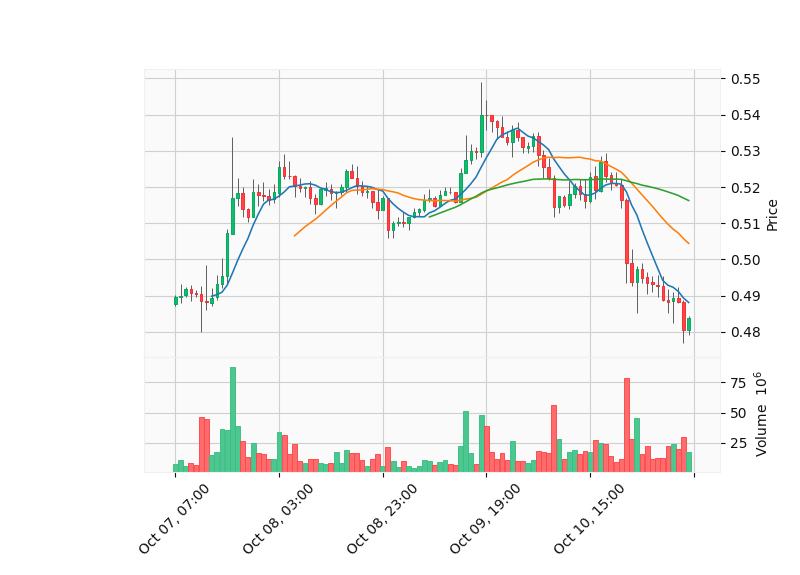 0.55
0.54
0.53
0.52
0.51
0.50
0.49
0.48
Price
75
50
25
Volume 10^6
Oct 07, 07:00
Oct 08, 03:00
Oct 08, 23:00
Oct 09, 19:00
Oct 10, 15:00